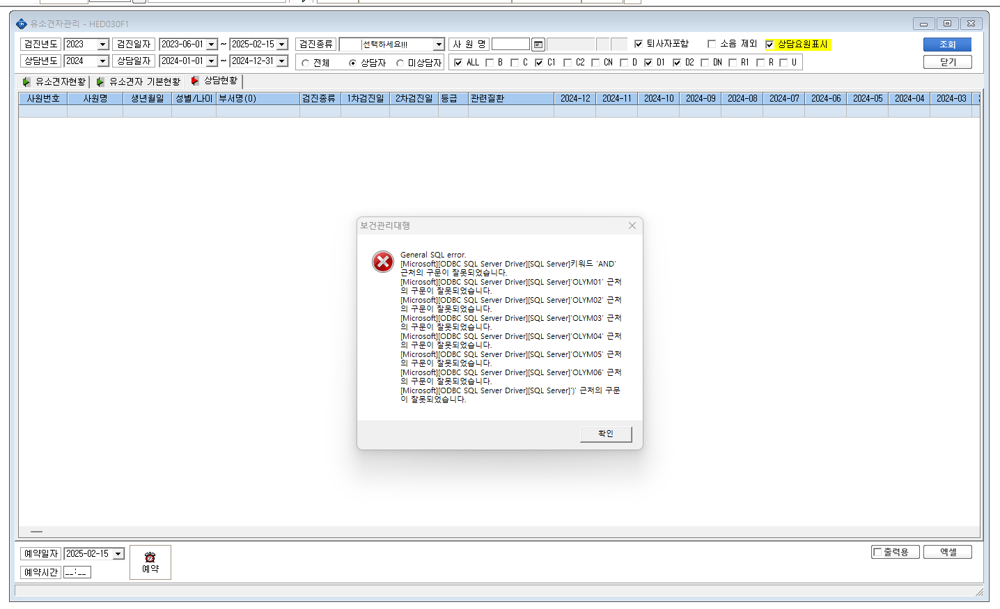 유소견자관리 - HED030F1
검진년도 2023 검진일자 2023-06-01 ~ 2025-02-15 검진종류 선택하세요!!! 사 원 명 퇴사자포함 소음 제외 상담요원표시 조회
상담년도 2024 상담일자 2024-01-01 ~ 2024-12-31 전체 상담자 미상담자 ALL B C C1 C2 CN D D1 D2 DN R1 R U 닫기
유소견자현황 유소견자 기본현황 상담현황
사원번호 사원명 생년월일 성별/나이 부서명(0) 검진종류 1차검진일 2차검진일 등급 관련질환 2024-12 2024-11 2024-10 2024-09 2024-08 2024-07 2024-06 2024-05 2024-04 2024-03
보건관리대행
General SQL error.
[Microsoft][ODBC SQL Server Driver][SQL Server]키워드 'AND'
근처의 구문이 잘못되었습니다.
[Microsoft][ODBC SQL Server Driver][SQL Server]'OLYM01' 근처
의 구문이 잘못되었습니다.
[Microsoft][ODBC SQL Server Driver][SQL Server]'OLYM02' 근처
의 구문이 잘못되었습니다.
[Microsoft][ODBC SQL Server Driver][SQL Server]'OLYM03' 근처
의 구문이 잘못되었습니다.
[Microsoft][ODBC SQL Server Driver][SQL Server]'OLYM04' 근처
의 구문이 잘못되었습니다.
[Microsoft][ODBC SQL Server Driver][SQL Server]'OLYM05' 근처
의 구문이 잘못되었습니다.
[Microsoft][ODBC SQL Server Driver][SQL Server]'OLYM06' 근처
의 구문이 잘못되었습니다.
[Microsoft][ODBC SQL Server Driver][SQL Server]')' 근처의 구문
이 잘못되었습니다.
확인
예약일자 2025-02-15 예약 출력용 엑셀
예약시간 __:__